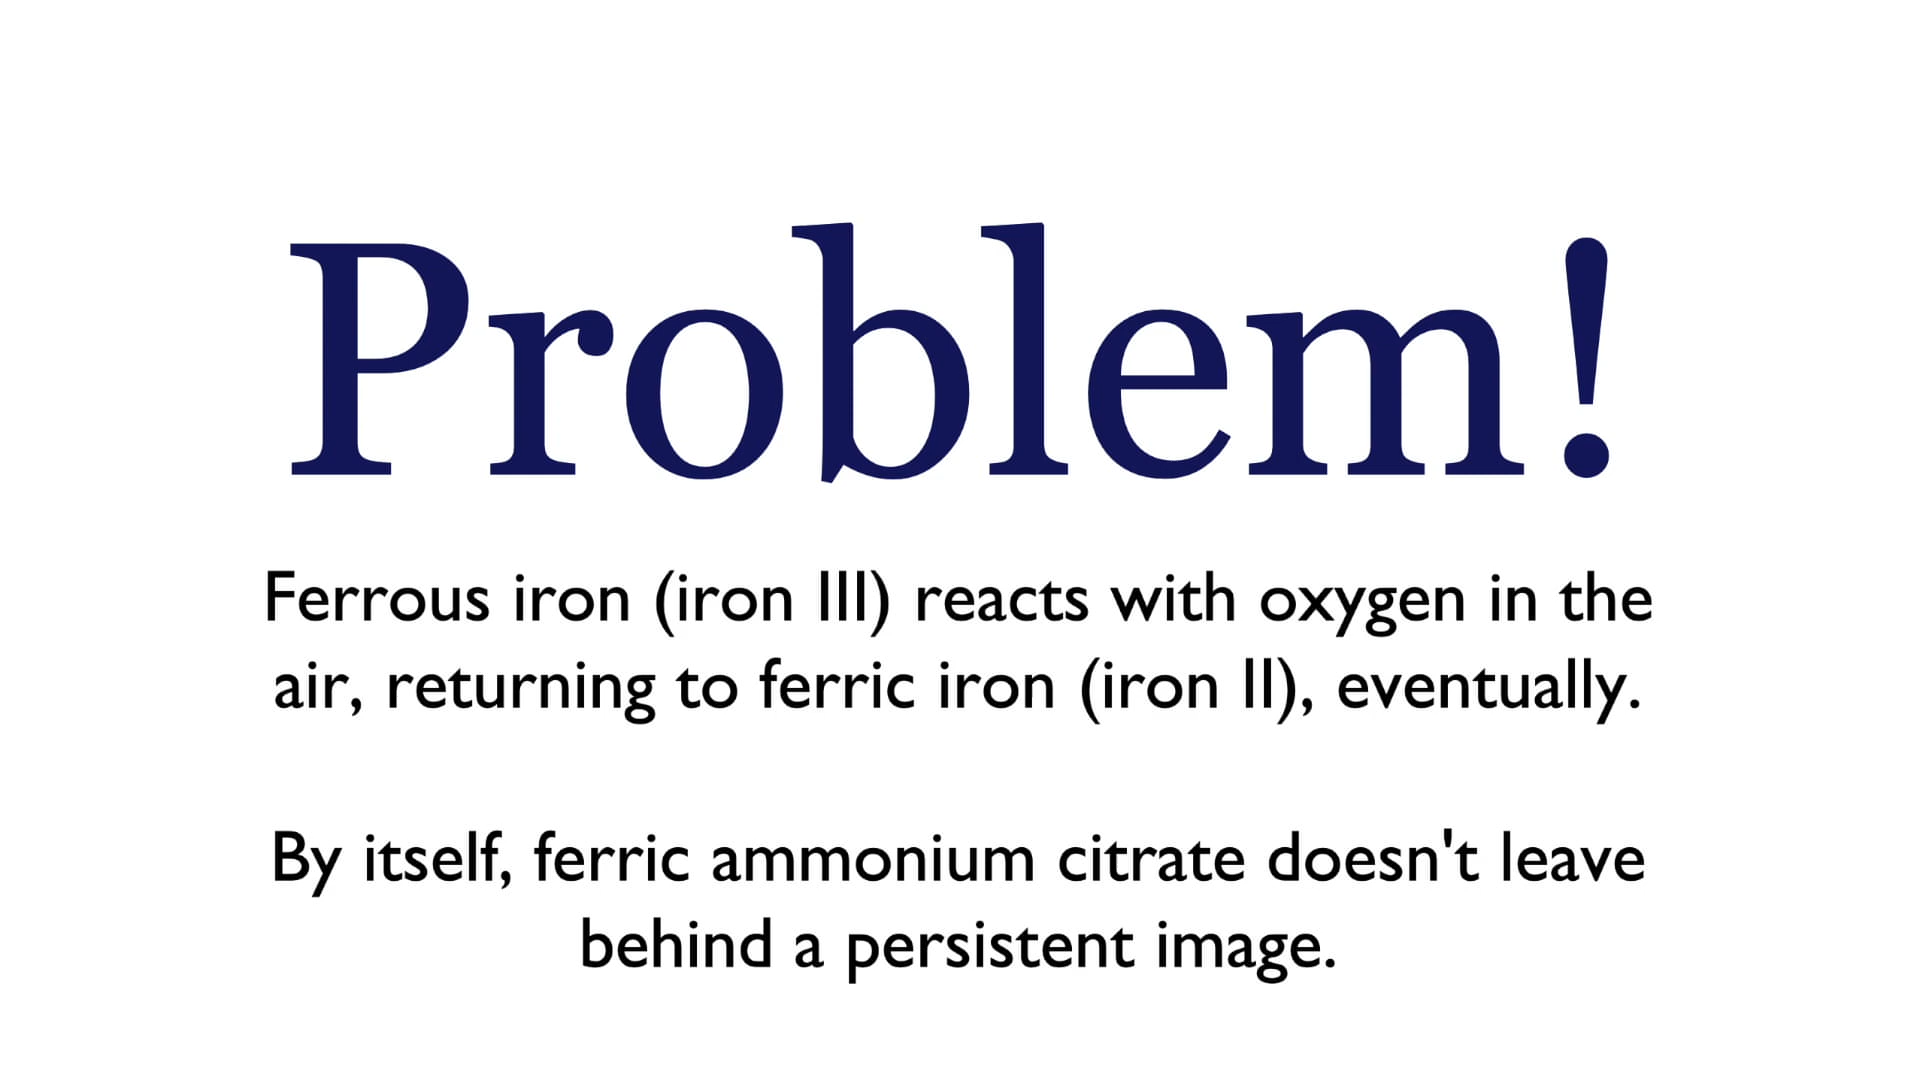 Problem!
Ferrous iron (iron III) reacts with oxygen in the
air, returning to ferric iron (iron II), eventually.
By itself, ferric ammonium citrate doesn't leave
behind a persistent image.